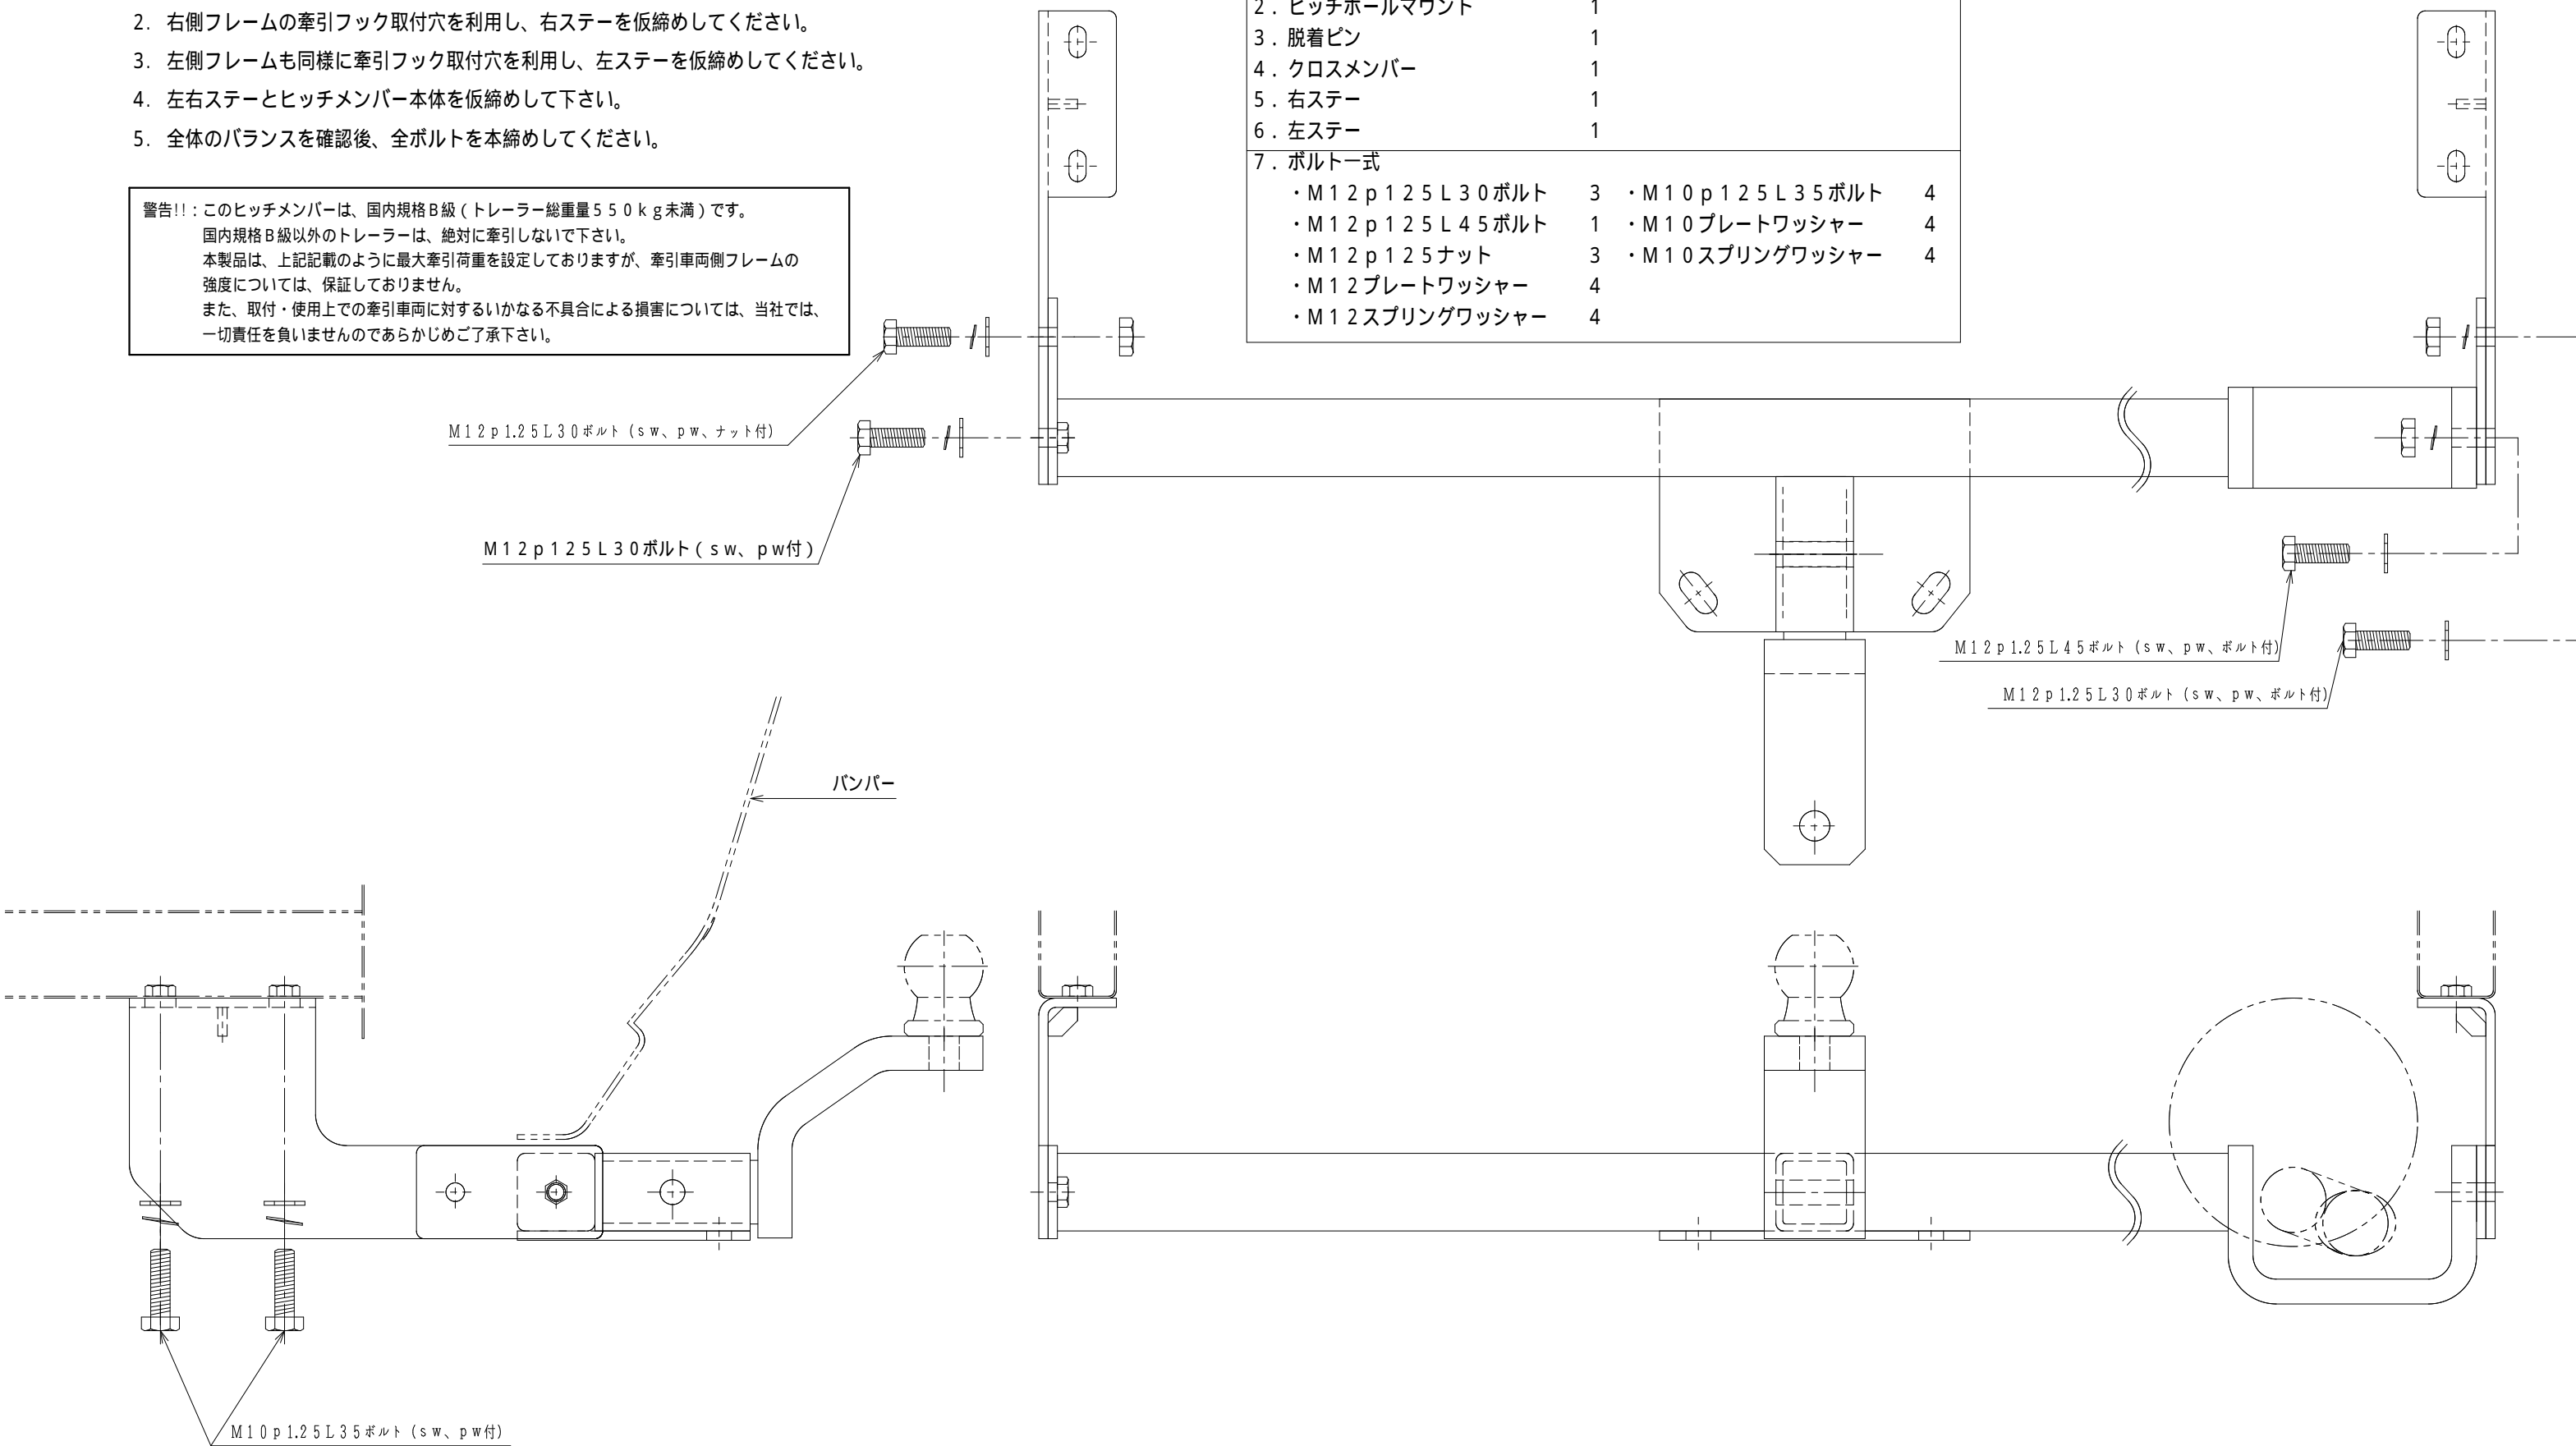 2. 右側フレームの牽引フック取付穴を利用し、右ステーを仮締めしてください。
3. 左側フレームも同様に牽引フック取付穴を利用し、左ステーを仮締めしてください。
4. 左右ステーとヒッチメンバー本体を仮締めして下さい。
5. 全体のバランスを確認後、全ボルトを本締めしてください。
警告!!：このヒッチメンバーは、国内規格Ｂ級（トレーラー総重量５５０ｋｇ未満）です。
国内規格Ｂ級以外のトレーラーは、絶対に牽引しないで下さい。
本製品は、上記記載のように最大牽引荷重を設定しておりますが、牽引車両側フレームの
強度については、保証しておりません。
また、取付・使用上での牽引車両に対するいかなる不具合による損害については、当社では、
一切責任を負いませんのであらかじめご了承下さい。
２．ヒッチボールマウント 1
３．脱着ピン 1
４．クロスメンバー 1
５．右ステー 1
６．左ステー 1
７．ボルト一式
・Ｍ１２ｐ１２５Ｌ３０ボルト 3 ・Ｍ１０ｐ１２５Ｌ３５ボルト 4
・Ｍ１２ｐ１２５Ｌ４５ボルト 1 ・Ｍ１０プレートワッシャー 4
・Ｍ１２ｐ１２５ナット 3 ・Ｍ１０スプリングワッシャー 4
・Ｍ１２プレートワッシャー 4
・Ｍ１２スプリングワッシャー 4
Ｍ１２ｐ1.２５Ｌ３０ボルト（ｓｗ、ｐｗ、ナット付）
Ｍ１２ｐ１２５Ｌ３０ボルト（ｓｗ、ｐｗ付）
Ｍ１２ｐ1.２５Ｌ４５ボルト（ｓｗ、ｐｗ、ボルト付）
Ｍ１２ｐ1.２５Ｌ３０ボルト（ｓｗ、ｐｗ、ボルト付）
バンパー
Ｍ１０ｐ1.２５Ｌ３５ボルト（ｓｗ、ｐｗ付）